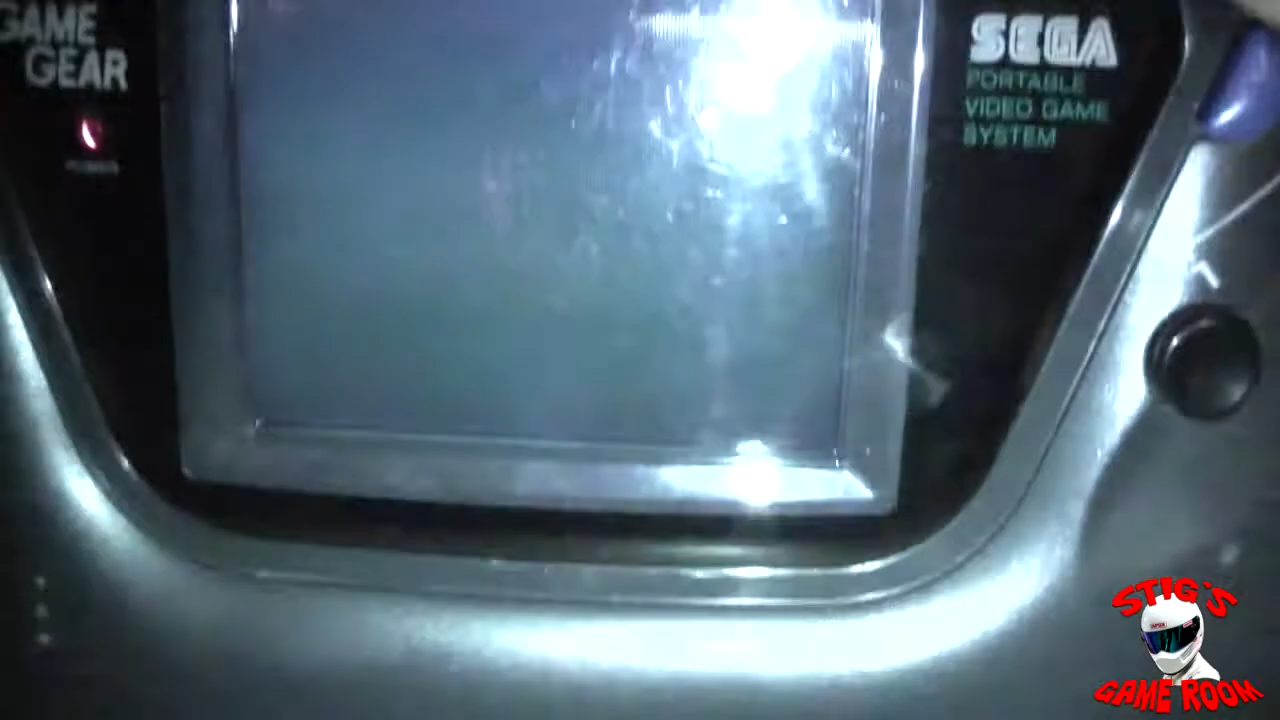 GAME
GEAR
SEGA
PORTABLE
VIDEO GAME
SYSTEM
STIG'S
GAME ROOM